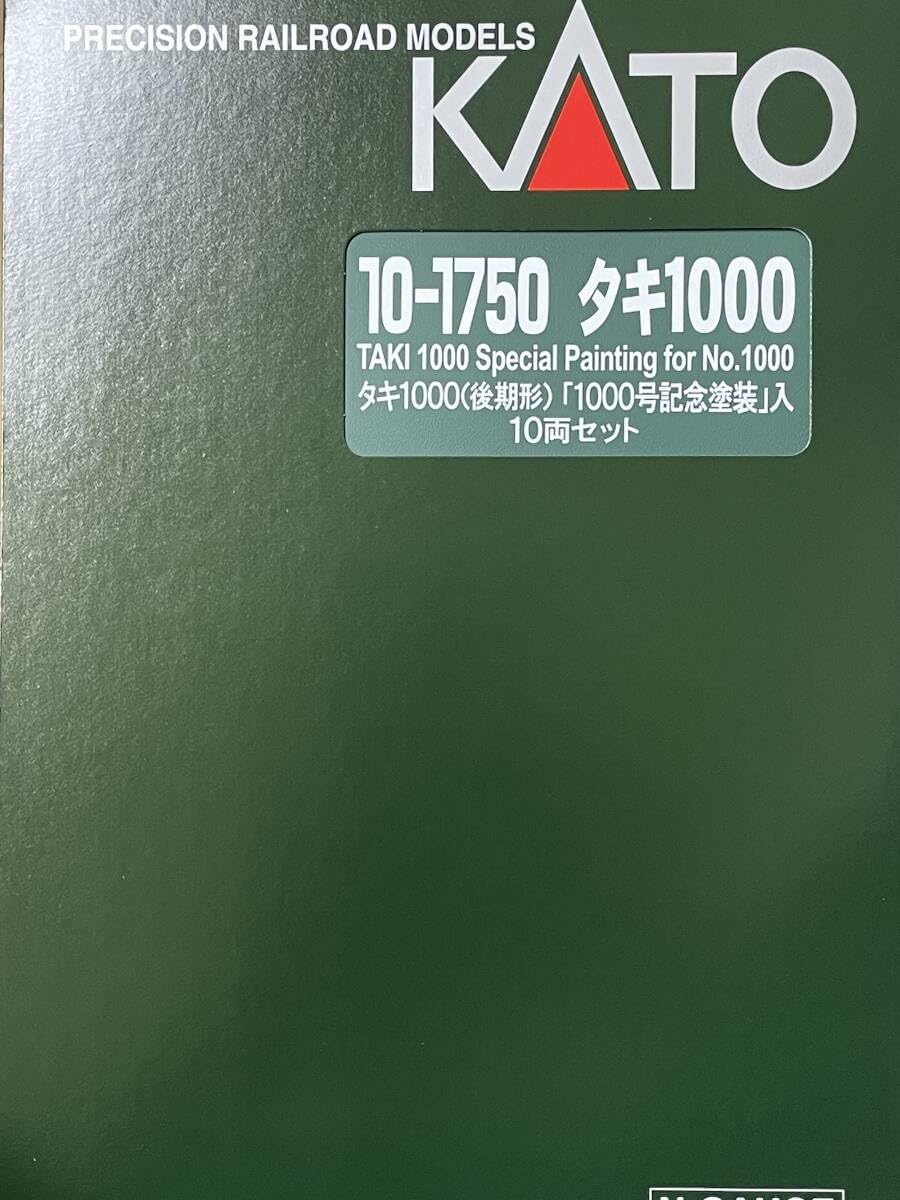 PRECISION RAILROAD MODELS
KATO
10-1750 タキ1000
TAKI 1000 Special Painting for No.1000
タキ1000(後期形)「1000号記念塗装」入
10両セット
N-GAUGE